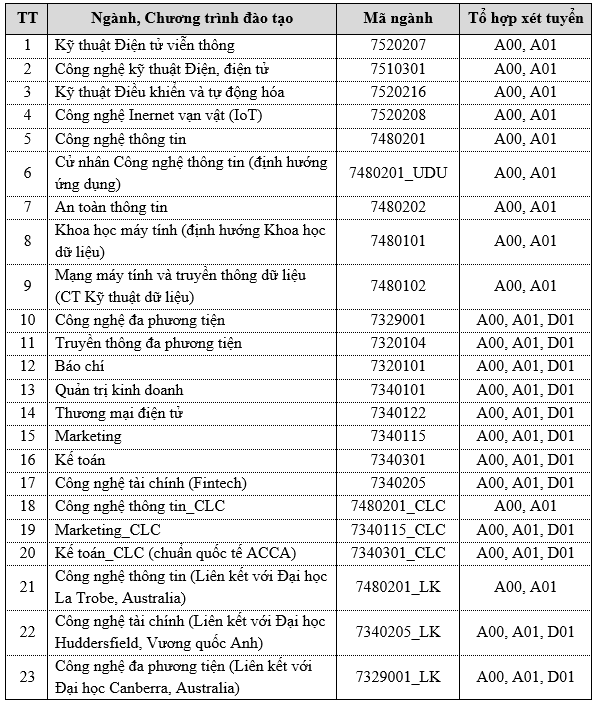 TT Ngành, Chương trình đào tạo Mã ngành Tổ hợp xét tuyển
1 Kỹ thuật Điện tử viễn thông 7520207 A00, A01
2 Công nghệ kỹ thuật Điện, điện tử 7510301 A00, A01
3 Kỹ thuật Điều khiển và tự động hóa 7520216 A00, A01
4 Công nghệ Inernet vạn vật (IoT) 7520208 A00, A01
5 Công nghệ thông tin 7480201 A00, A01
6 Cử nhân Công nghệ thông tin (định hướng
ứng dụng) 7480201_UDU A00, A01
7 An toàn thông tin 7480202 A00, A01
8 Khoa học máy tính (định hướng Khoa học
dữ liệu) 7480101 A00, A01
9 Mạng máy tính và truyền thông dữ liệu
(CT Kỹ thuật dữ liệu) 7480102 A00, A01
10 Công nghệ đa phương tiện 7329001 A00, A01, D01
11 Truyền thông đa phương tiện 7320104 A00, A01, D01
12 Báo chí 7320101 A00, A01, D01
13 Quản trị kinh doanh 7340101 A00, A01, D01
14 Thương mại điện tử 7340122 A00, A01, D01
15 Marketing 7340115 A00, A01, D01
16 Kế toán 7340301 A00, A01, D01
17 Công nghệ tài chính (Fintech) 7340205 A00, A01, D01
18 Công nghệ thông tin_CLC 7480201_CLC A00, A01
19 Marketing_CLC 7340115_CLC A00, A01, D01
20 Kế toán_CLC (chuẩn quốc tế ACCA) 7340301_CLC A00, A01, D01
21 Công nghệ thông tin (Liên kết với Đại học
La Trobe, Australia) 7480201_LK A00, A01
22 Công nghệ tài chính (Liên kết với Đại học
Huddersfield, Vương quốc Anh) 7340205_LK A00, A01, D01
23 Công nghệ đa phương tiện (Liên kết với
Đại học Canberra, Australia) 7329001_LK A00, A01, D01